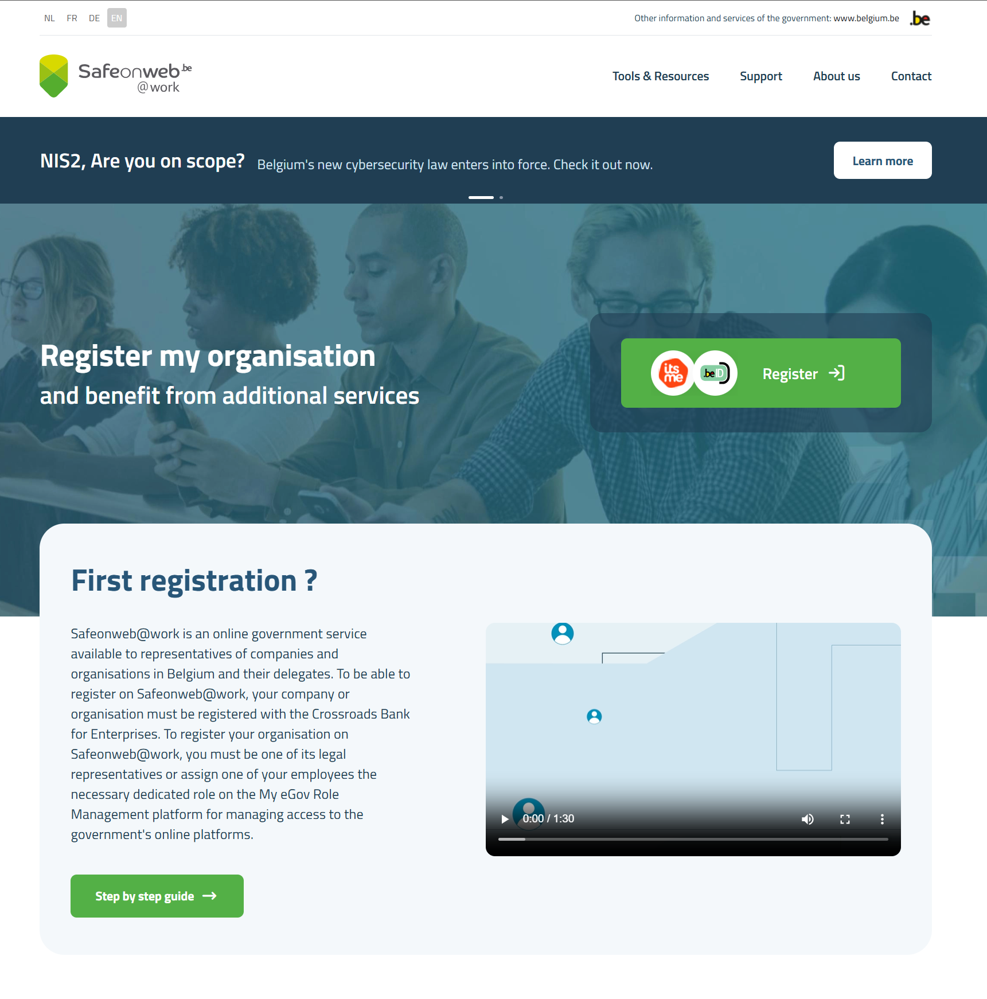 NL FR DE EN
Other information and services of the government: www.belgium.be .be
Safeonweb.be
@work
Tools & Resources Support About us Contact
NIS2, Are you on scope? Belgium's new cybersecurity law enters into force. Check it out now.
Learn more
Register my organisation
and benefit from additional services
its
me
.beID
Register
First registration ?
Safeonweb@work is an online government service
available to representatives of companies and
organisations in Belgium and their delegates. To be able to
register on Safeonweb@work, your company or
organisation must be registered with the Crossroads Bank
for Enterprises. To register your organisation on
Safeonweb@work, you must be one of its legal
representatives or assign one of your employees the
necessary dedicated role on the My eGov Role
Management platform for managing access to the
government's online platforms.
0:00 / 1:30
Step by step guide